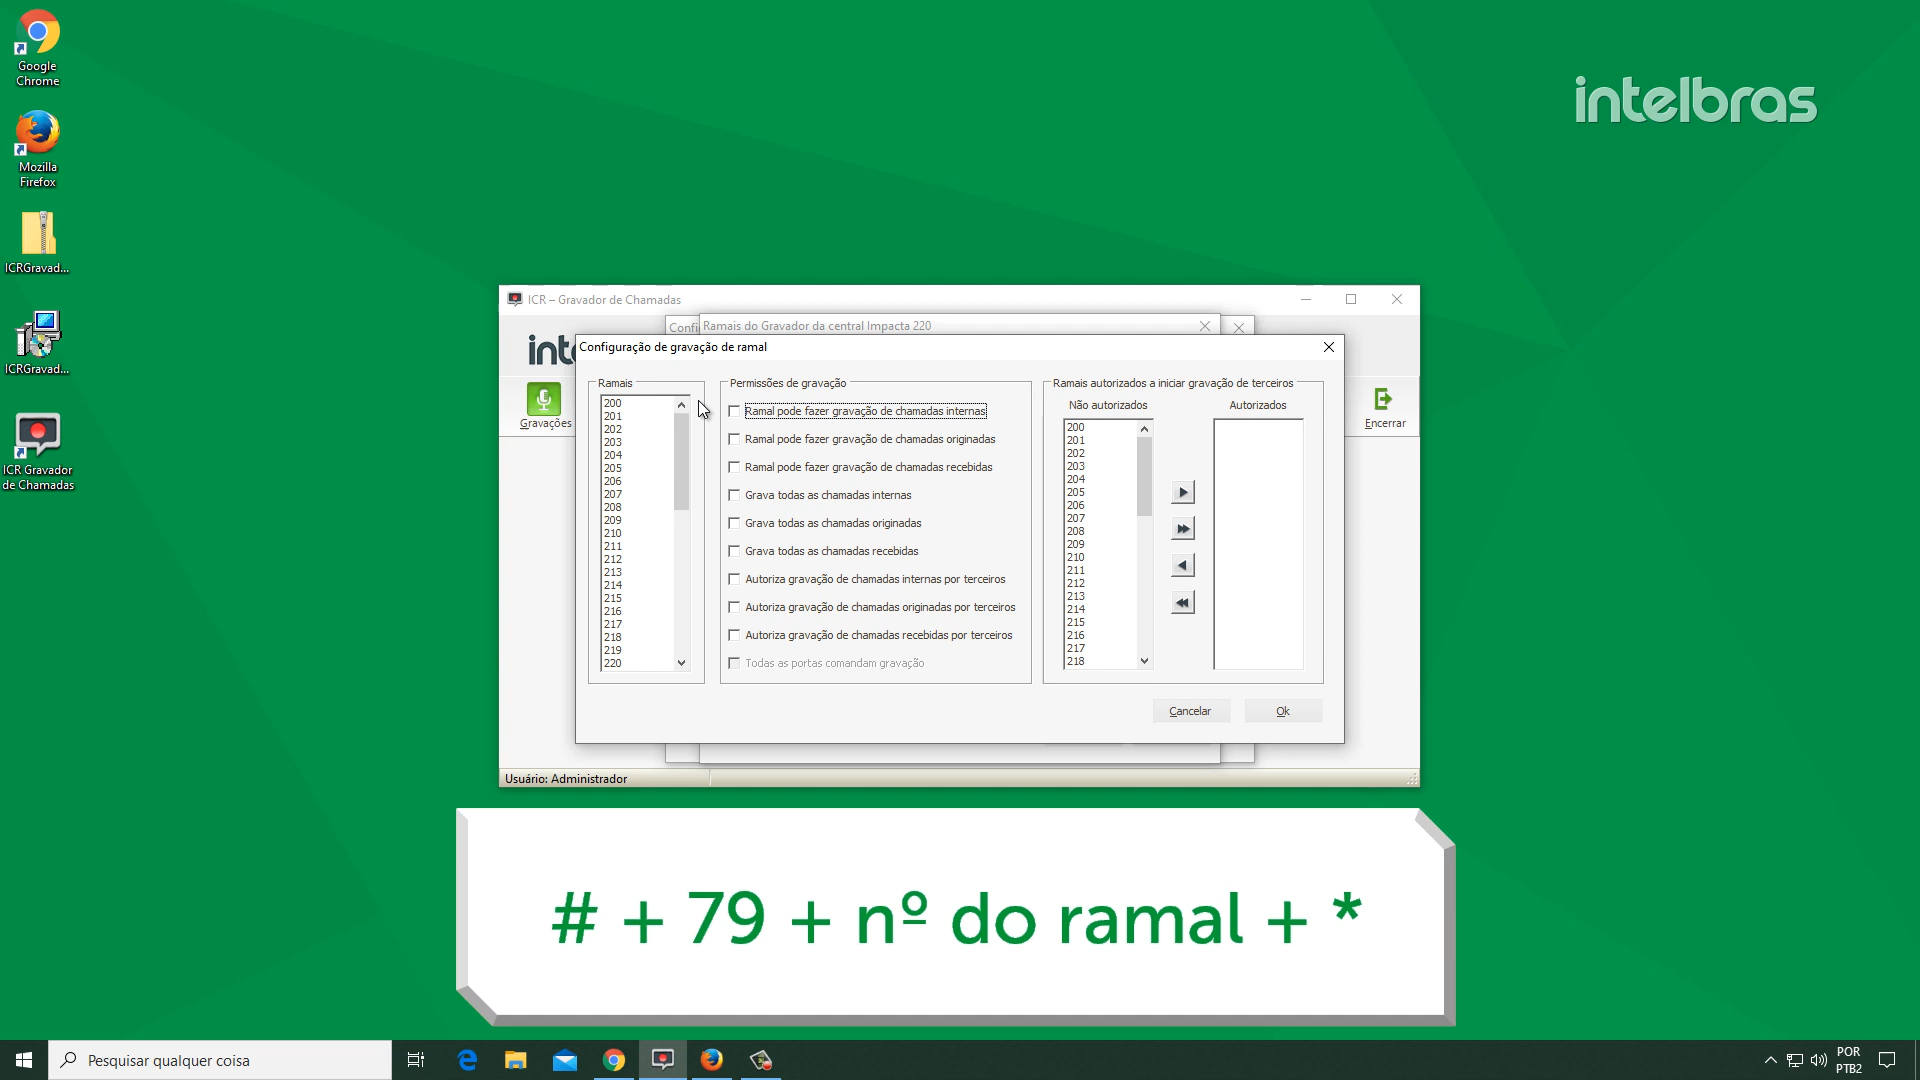 Google
Chrome
Mozilla
Firefox
ICRGravad...
ICRGravad...
ICR Gravador
de Chamadas
intelbras
ICR – Gravador de Chamadas
Confi
Ramais do Gravador da central Impacta 220
int
Configuração de gravação de ramal
Gravações
Encerrar
Ramais
200
201
202
203
204
205
206
207
208
209
210
211
212
213
214
215
216
217
218
219
220
Permissões de gravação
Ramal pode fazer gravação de chamadas internas
Ramal pode fazer gravação de chamadas originadas
Ramal pode fazer gravação de chamadas recebidas
Grava todas as chamadas internas
Grava todas as chamadas originadas
Grava todas as chamadas recebidas
Autoriza gravação de chamadas internas por terceiros
Autoriza gravação de chamadas originadas por terceiros
Autoriza gravação de chamadas recebidas por terceiros
Todas as portas comandam gravação
Ramais autorizados a iniciar gravação de terceiros
Não autorizados
200
201
202
203
204
205
206
207
208
209
210
211
212
213
214
215
216
217
218
Autorizados
Cancelar
Ok
Usuário: Administrador
# + 79 + nº do ramal + *
Pesquisar qualquer coisa
POR
PTB2